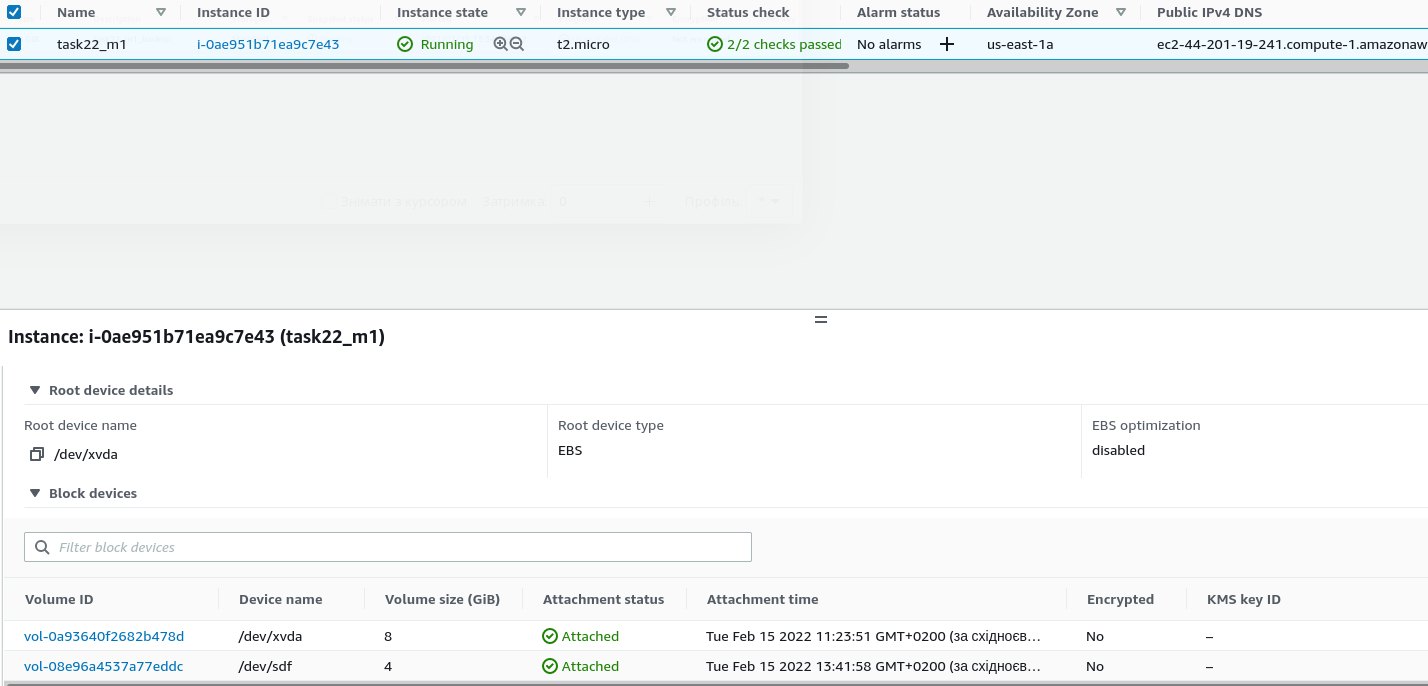 Name Instance ID Instance state Instance type Status check Alarm status Availability Zone Public IPv4 DNS
task22_m1 i-0ae951b71ea9c7e43 Running t2.micro 2/2 checks passed No alarms + us-east-1a ec2-44-201-19-241.compute-1.amazonaw
Знімати з курсором Затримка 0 + Профіль
Instance: i-0ae951b71ea9c7e43 (task22_m1)
Root device details
Root device name Root device type EBS optimization
/dev/xvda EBS disabled
Block devices
Filter block devices
Volume ID Device name Volume size (GiB) Attachment status Attachment time Encrypted KMS key ID
vol-0a93640f2682b478d /dev/xvda 8 Attached Tue Feb 15 2022 11:23:51 GMT+0200 (за східноєв… No –
vol-08e96a4537a77eddc /dev/sdf 4 Attached Tue Feb 15 2022 13:41:58 GMT+0200 (за східноєв… No –